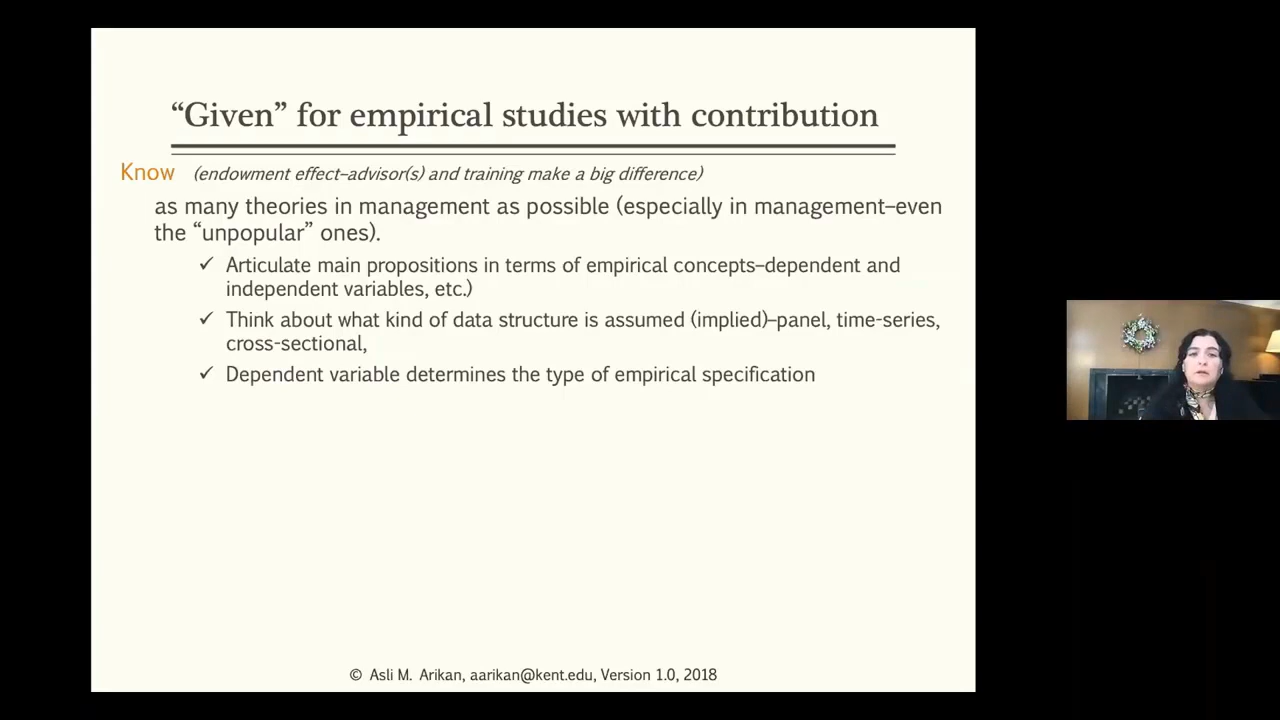 “Given” for empirical studies with contribution
Know (endowment effect–advisor(s) and training make a big difference)
as many theories in management as possible (especially in management–even
the “unpopular” ones).
✓ Articulate main propositions in terms of empirical concepts–dependent and
independent variables, etc.)
✓ Think about what kind of data structure is assumed (implied)–panel, time-series,
cross-sectional,
✓ Dependent variable determines the type of empirical specification
© Asli M. Arikan, aarikan@kent.edu, Version 1.0, 2018